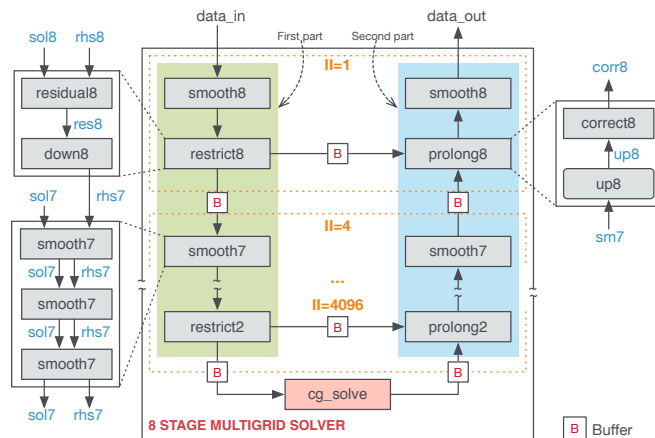 data_in
data_out
sol8
rhs8
First part
Second part
II=1
residual8
smooth8
smooth8
corr8
res8
correct8
down8
restrict8
B
prolong8
up8
up8
sol7
rhs7
B
B
sm7
II=4
smooth7
smooth7
smooth7
sol7
rhs7
...
smooth7
II=4096
sol7
rhs7
restrict2
B
prolong2
smooth7
B
B
cg_solve
sol7
rhs7
8 STAGE MULTIGRID SOLVER
B
Buffer